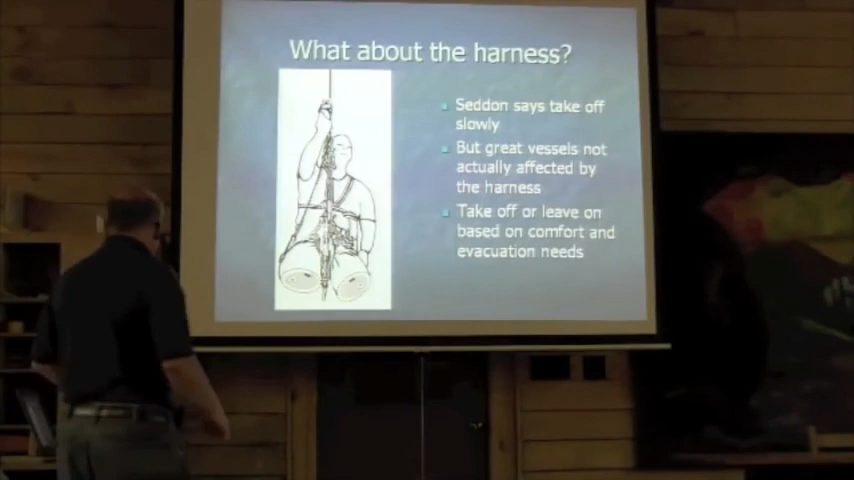 What about the harness?
Seddon says take off
slowly
But great vessels not
actually affected by
the harness
Take off or leave on
based on comfort and
evacuation needs